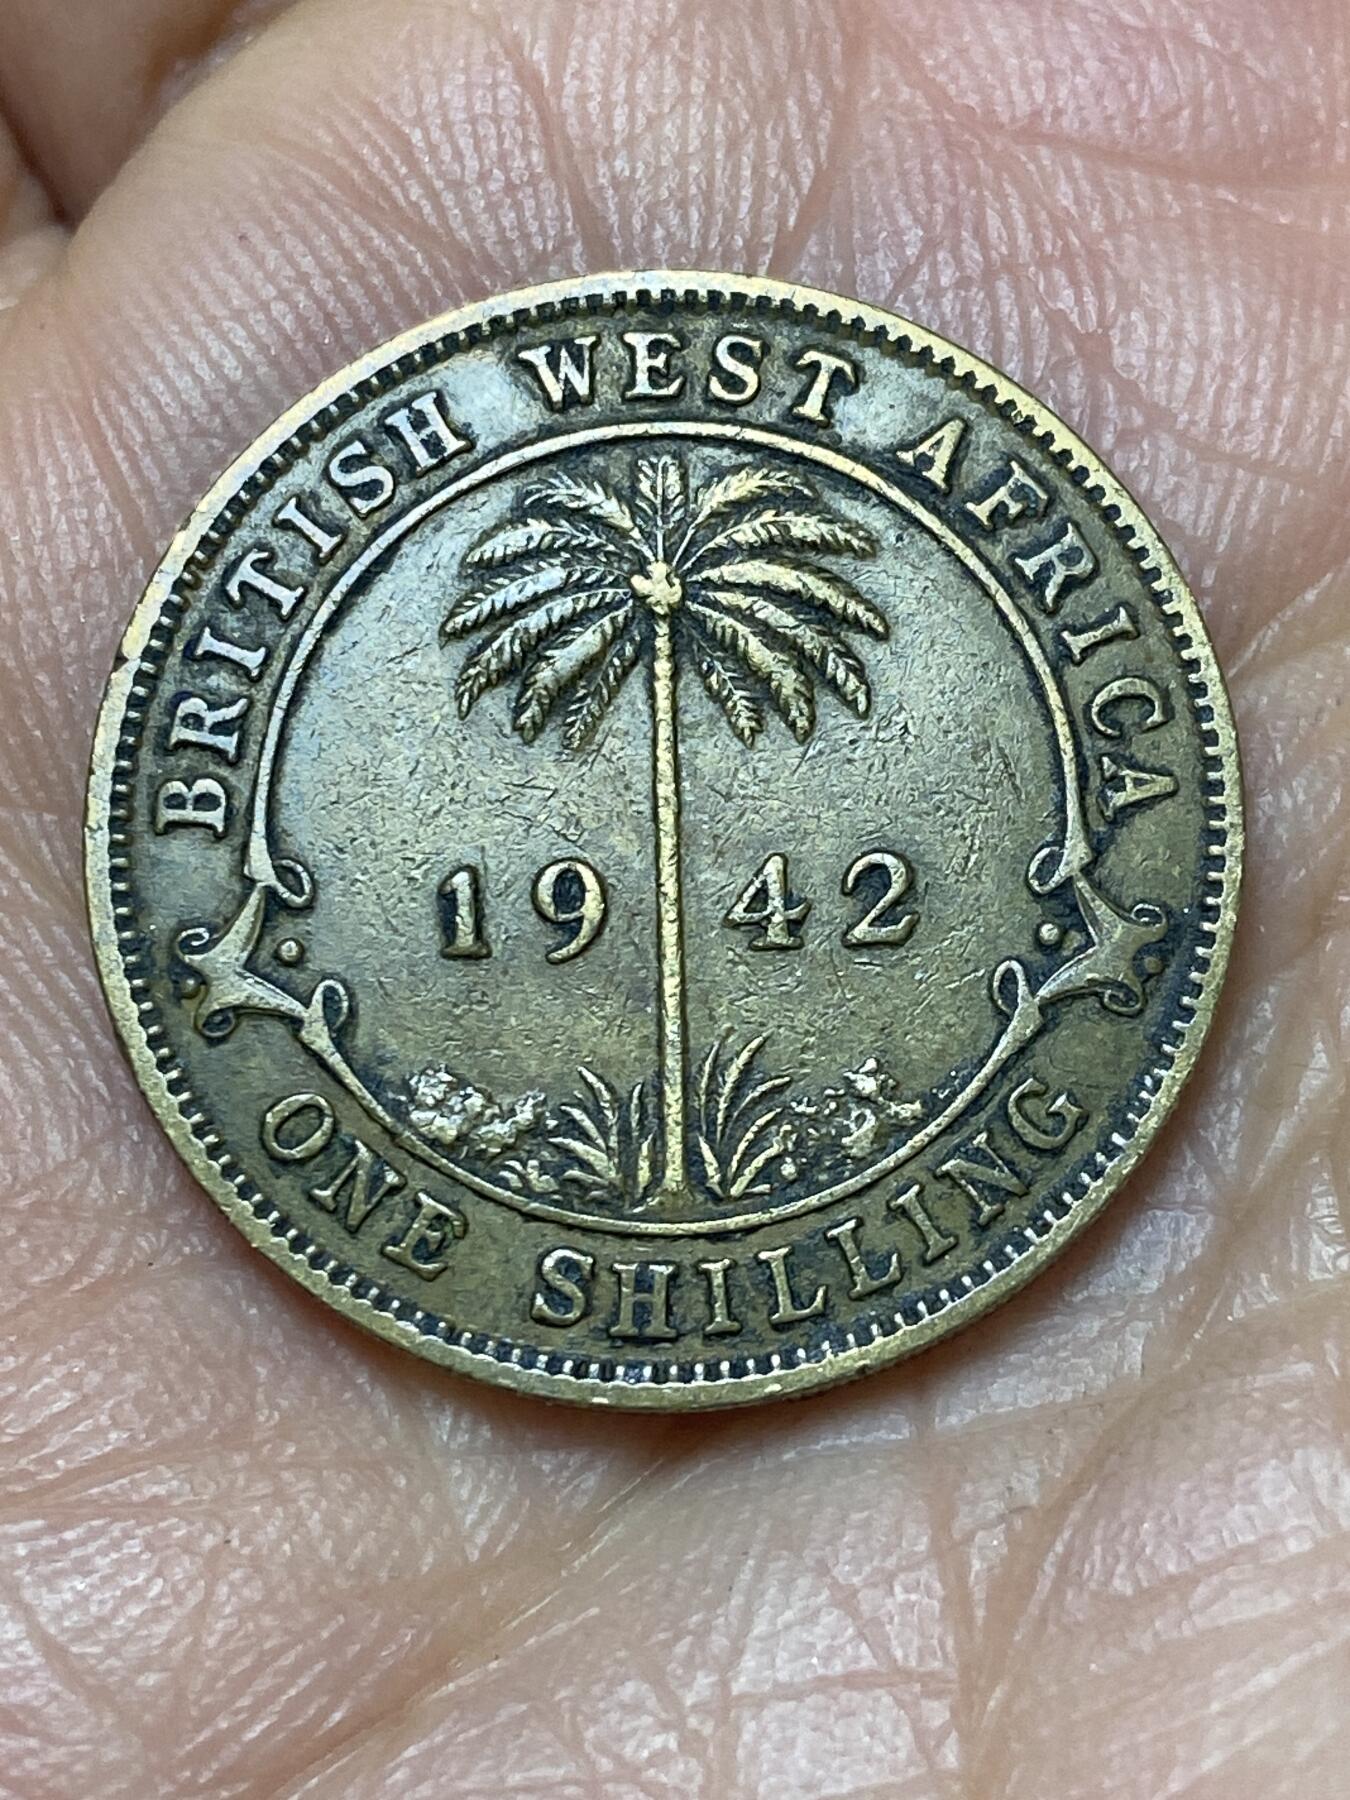 BRITISH WEST AFRICA
1942
ONE SHILLING